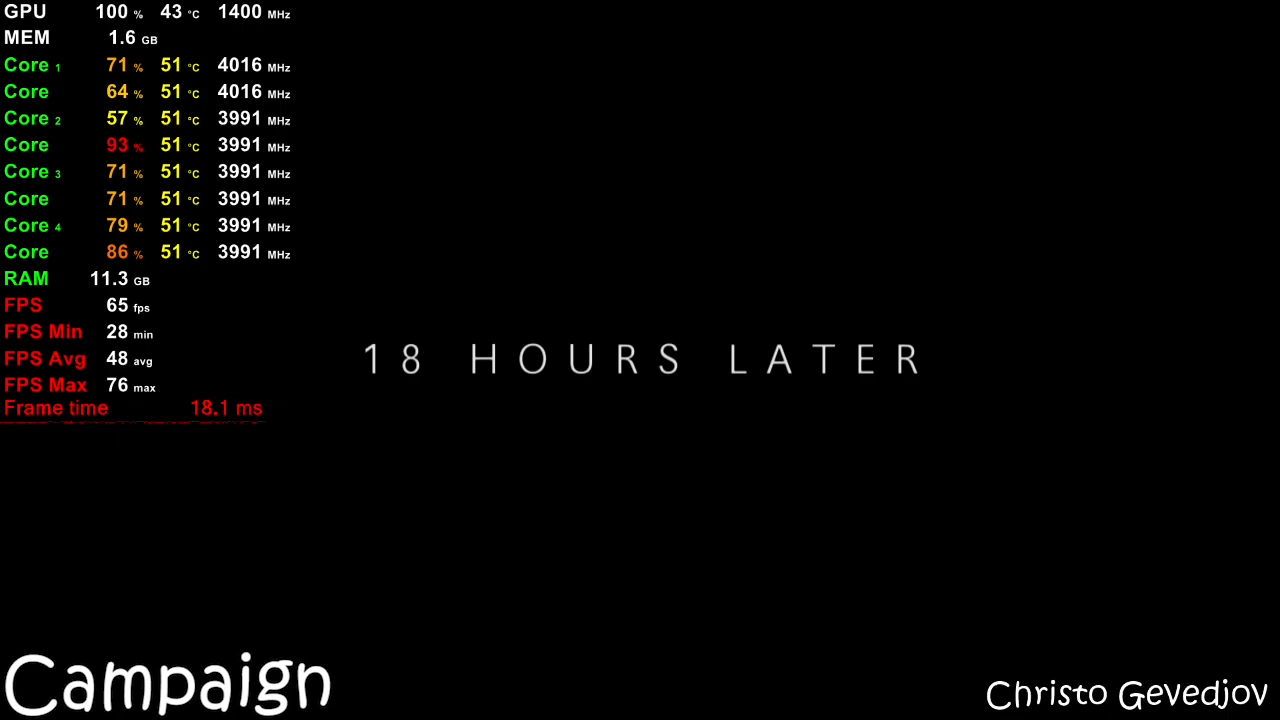 GPU 100 % 43 °C 1400 MHz
MEM 1.6 GB
Core 1 71 % 51 °C 4016 MHz
Core 64 % 51 °C 4016 MHz
Core 2 57 % 51 °C 3991 MHz
Core 93 % 51 °C 3991 MHz
Core 3 71 % 51 °C 3991 MHz
Core 71 % 51 °C 3991 MHz
Core 4 79 % 51 °C 3991 MHz
Core 86 % 51 °C 3991 MHz
RAM 11.3 GB
FPS 65 fps
FPS Min 28 min
FPS Avg 48 avg
FPS Max 76 max
Frame time 18.1 ms
18 HOURS LATER
Campaign
Christo Gevedjov